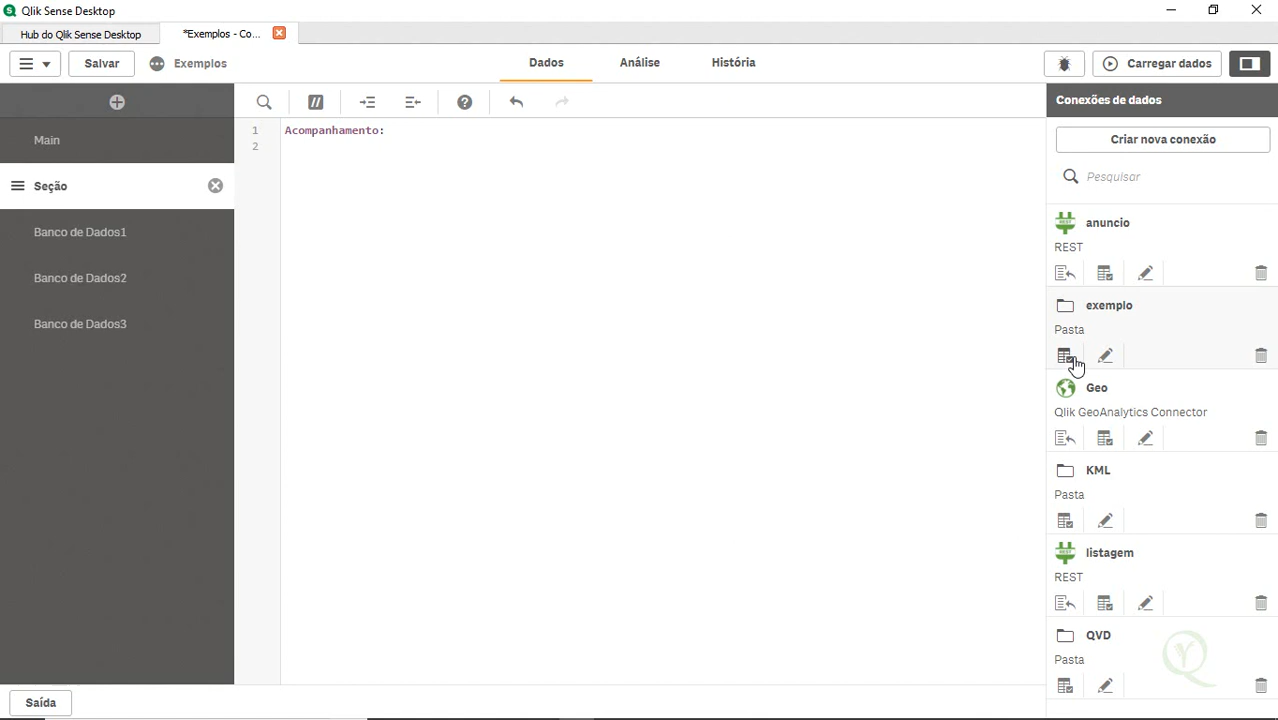 Qlik Sense Desktop
Hub do Qlik Sense Desktop
*Exemplos - Co...
Salvar
Exemplos
Dados
Análise
História
Carregar dados
Main
Seção
Banco de Dados1
Banco de Dados2
Banco de Dados3
1 Acompanhamento:
2
Conexões de dados
Criar nova conexão
Pesquisar
anuncio
REST
exemplo
Pasta
Geo
Qlik GeoAnalytics Connector
KML
Pasta
listagem
REST
QVD
Pasta
Saída